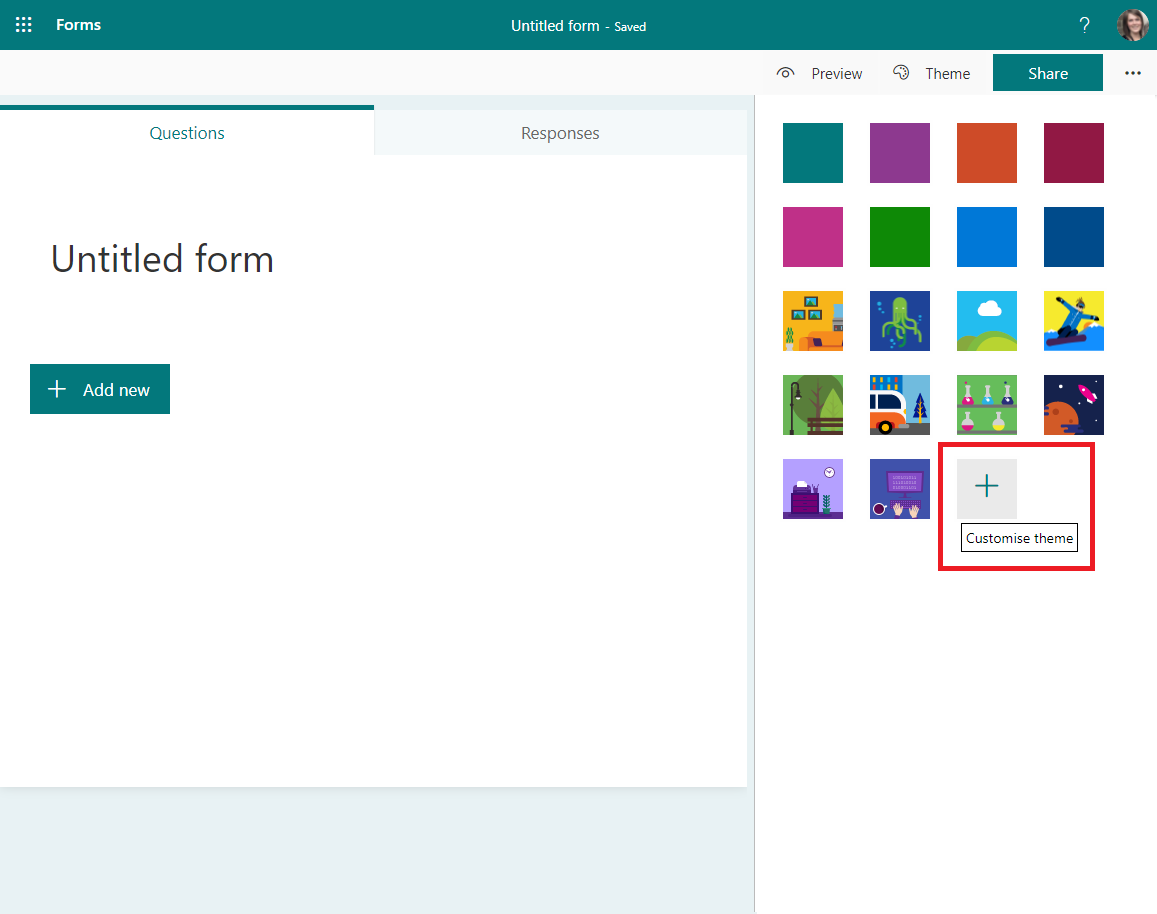 Forms
Untitled form - Saved
?
Preview
Theme
Share
Questions
Responses
Untitled form
Add new
Customise theme